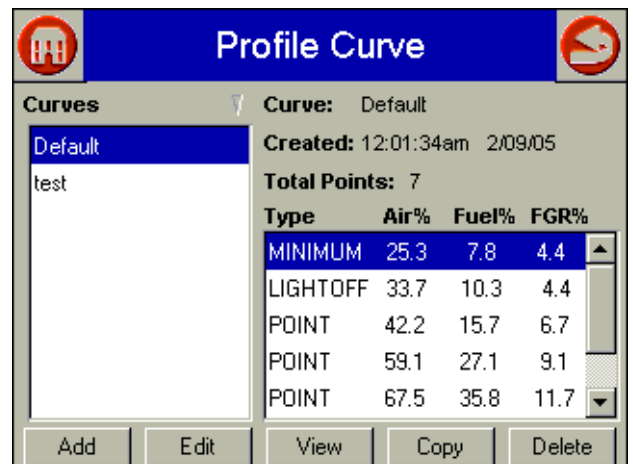 Profile Curve
Curves
Default
test
Curve: Default
Created: 12:01:34am 2/09/05
Total Points: 7
Type Air% Fuel% FGR%
MINIMUM 25.3 7.8 4.4
LIGHTOFF 33.7 10.3 4.4
POINT 42.2 15.7 6.7
POINT 59.1 27.1 9.1
POINT 67.5 35.8 11.7
Add Edit View Copy Delete